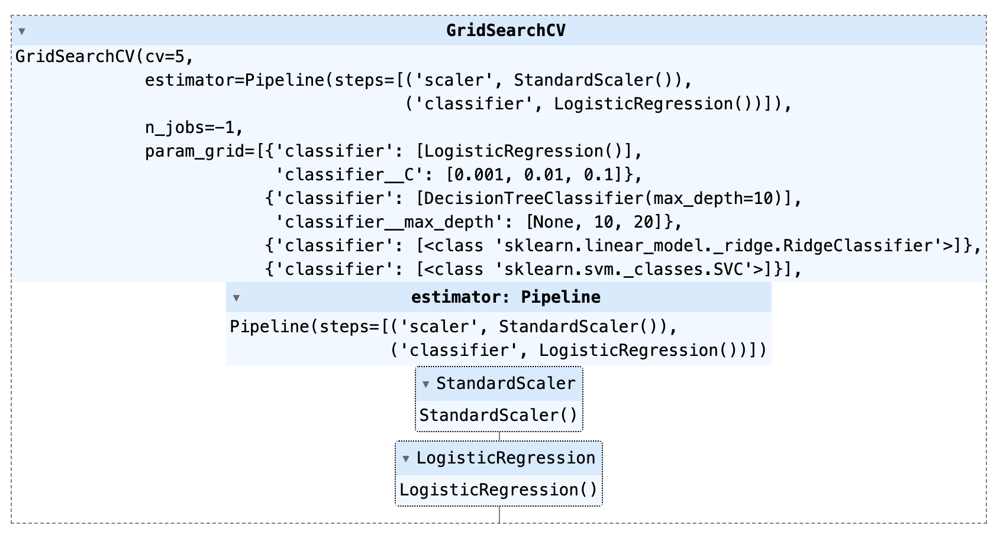 GridSearchCV
GridSearchCV(cv=5,
estimator=Pipeline(steps=[('scaler', StandardScaler()),
('classifier', LogisticRegression())]),
n_jobs=-1,
param_grid=[{'classifier': [LogisticRegression()],
'classifier__C': [0.001, 0.01, 0.1]},
{'classifier': [DecisionTreeClassifier(max_depth=10)],
'classifier__max_depth': [None, 10, 20]},
{'classifier': [<class 'sklearn.linear_model._ridge.RidgeClassifier'>]},
{'classifier': [<class 'sklearn.svm._classes.SVC'>]}],
estimator: Pipeline
Pipeline(steps=[('scaler', StandardScaler()),
('classifier', LogisticRegression())])
StandardScaler
StandardScaler()
LogisticRegression
LogisticRegression()